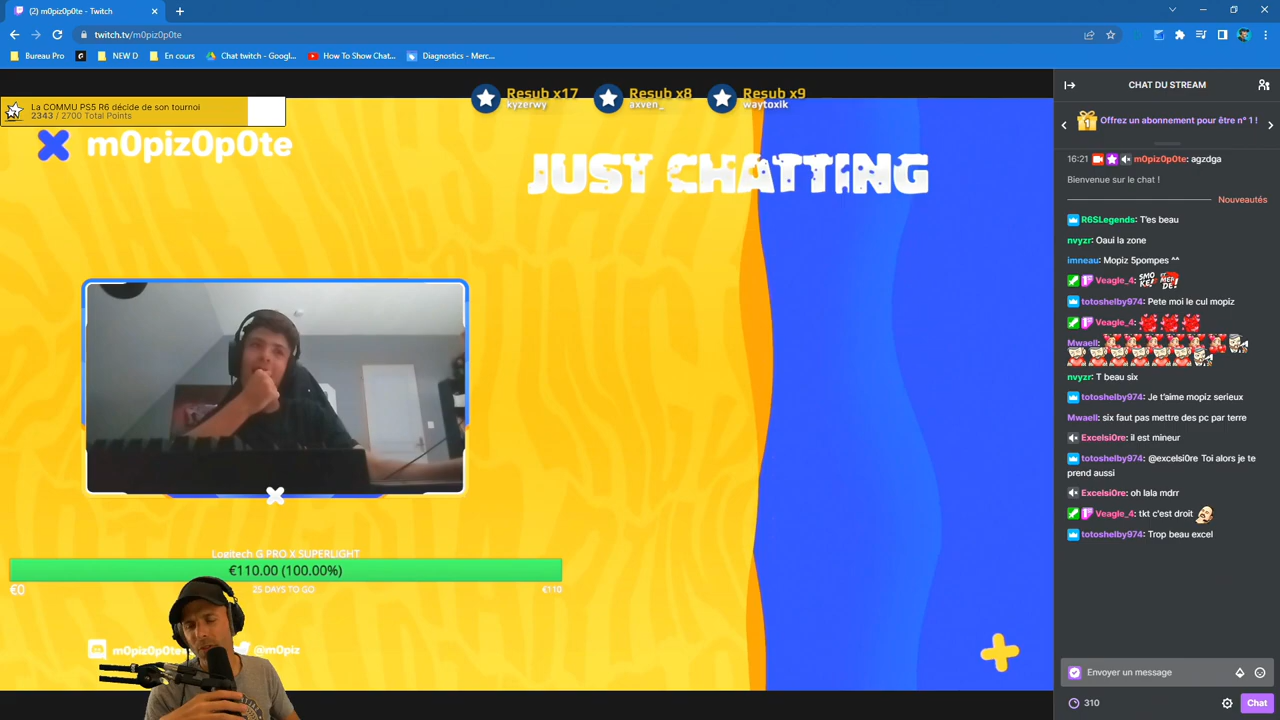 (2) m0piz0p0te - Twitch
twitch.tv/m0piz0p0te
Bureau Pro
NEW D
En cours
Chat twitch - Googl...
How To Show Chat...
Diagnostics - Merc...
La COMMU PS5 R6 décide de son tournoi
2343 / 2700 Total Points
Resub x17
kyzerwy
Resub x8
axven_
Resub x9
waytoxik
m0piz0p0te
JUST CHATTING
Logitech G PRO X SUPERLIGHT
€110.00 (100.00%)
€0
25 DAYS TO GO
€110
m0piz0p0te
@m0piz
CHAT DU STREAM
Offrez un abonnement pour être n° 1 !
16:21 m0piz0p0te: agzdga
Bienvenue sur le chat !
Nouveautés
R6SLegends: T'es beau
nvyzr: Oaui la zone
imneau: Mopiz 5pompes ^^
Veagle_4: SMOKE! MERDE!
totoshelby974: Pete moi le cul mopiz
Veagle_4:
Mwaell:
nvyzr: T beau six
totoshelby974: Je t'aime mopiz serieux
Mwaell: six faut pas mettre des pc par terre
Excelsi0re: il est mineur
totoshelby974: @excelsi0re Toi alors je te
prend aussi
Excelsi0re: oh lala mdrr
Veagle_4: tkt c'est droit
totoshelby974: Trop beau excel
Envoyer un message
310
Chat